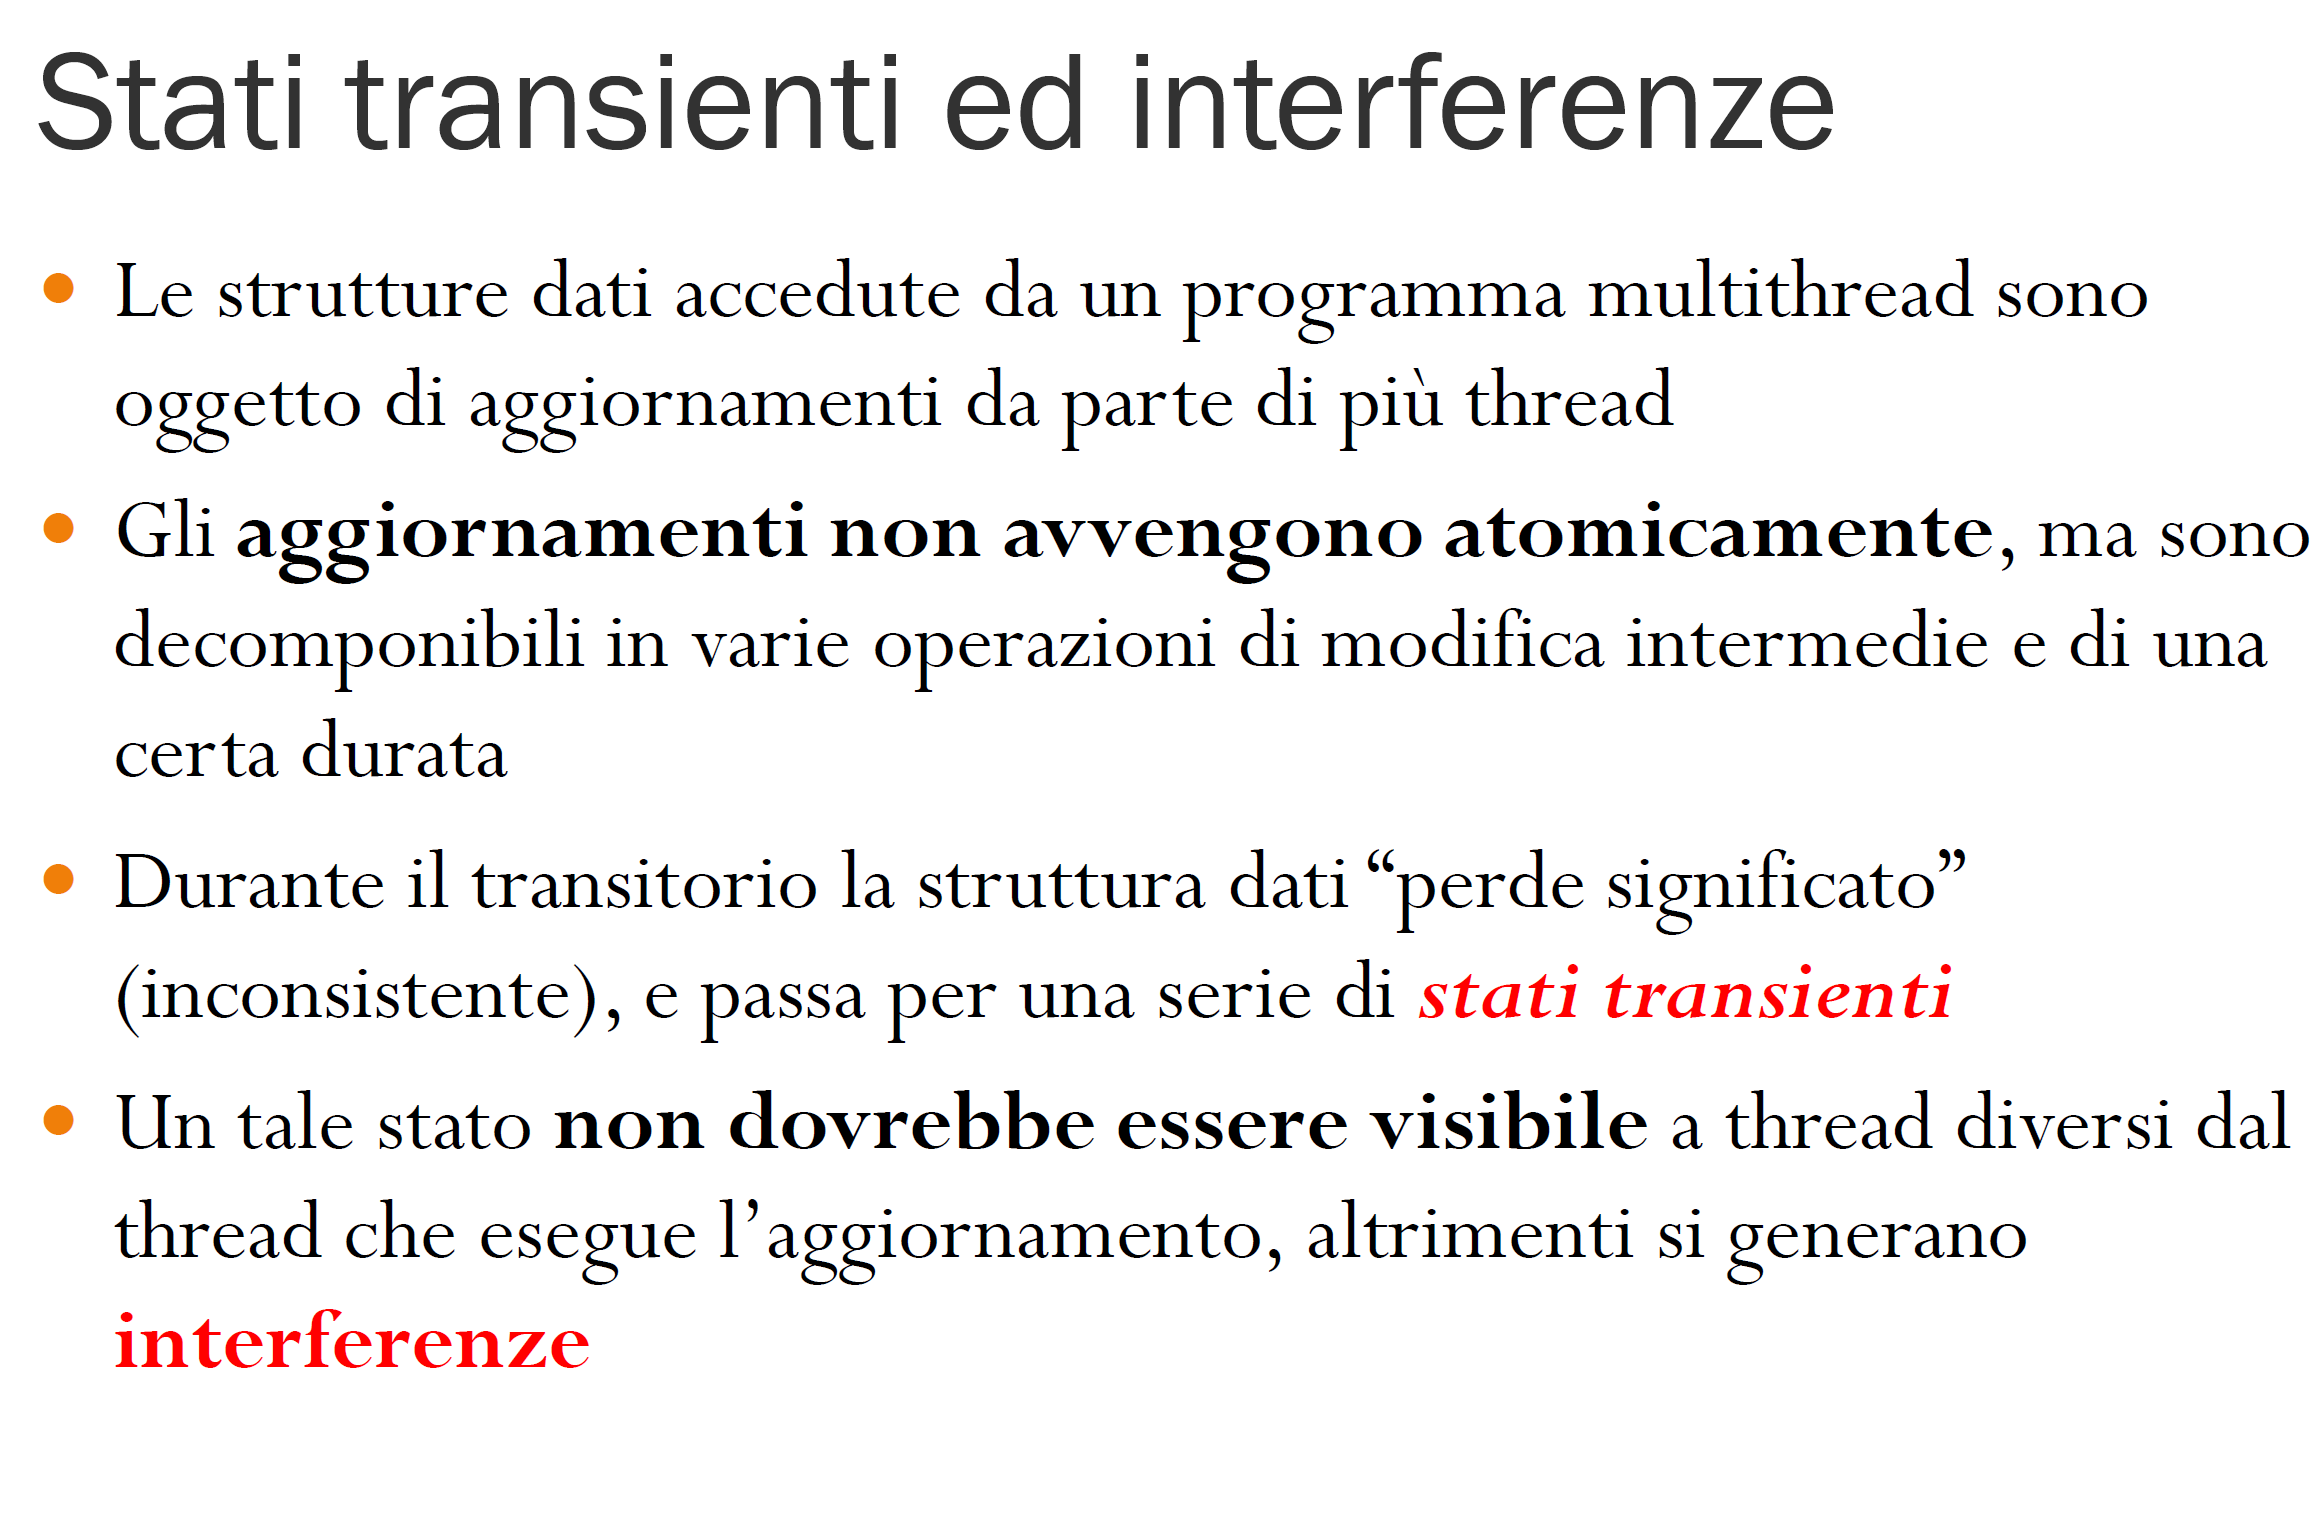 Stati transienti ed interferenze
• Le strutture dati accedute da un programma multithread sono
oggetto di aggiornamenti da parte di più thread
• Gli aggiornamenti non avvengono atomicamente, ma sono
decomponibili in varie operazioni di modifica intermedie e di una
certa durata
• Durante il transitorio la struttura dati “perde significato”
(inconsistente), e passa per una serie di stati transienti
• Un tale stato non dovrebbe essere visibile a thread diversi dal
thread che esegue l’aggiornamento, altrimenti si generano
interferenze